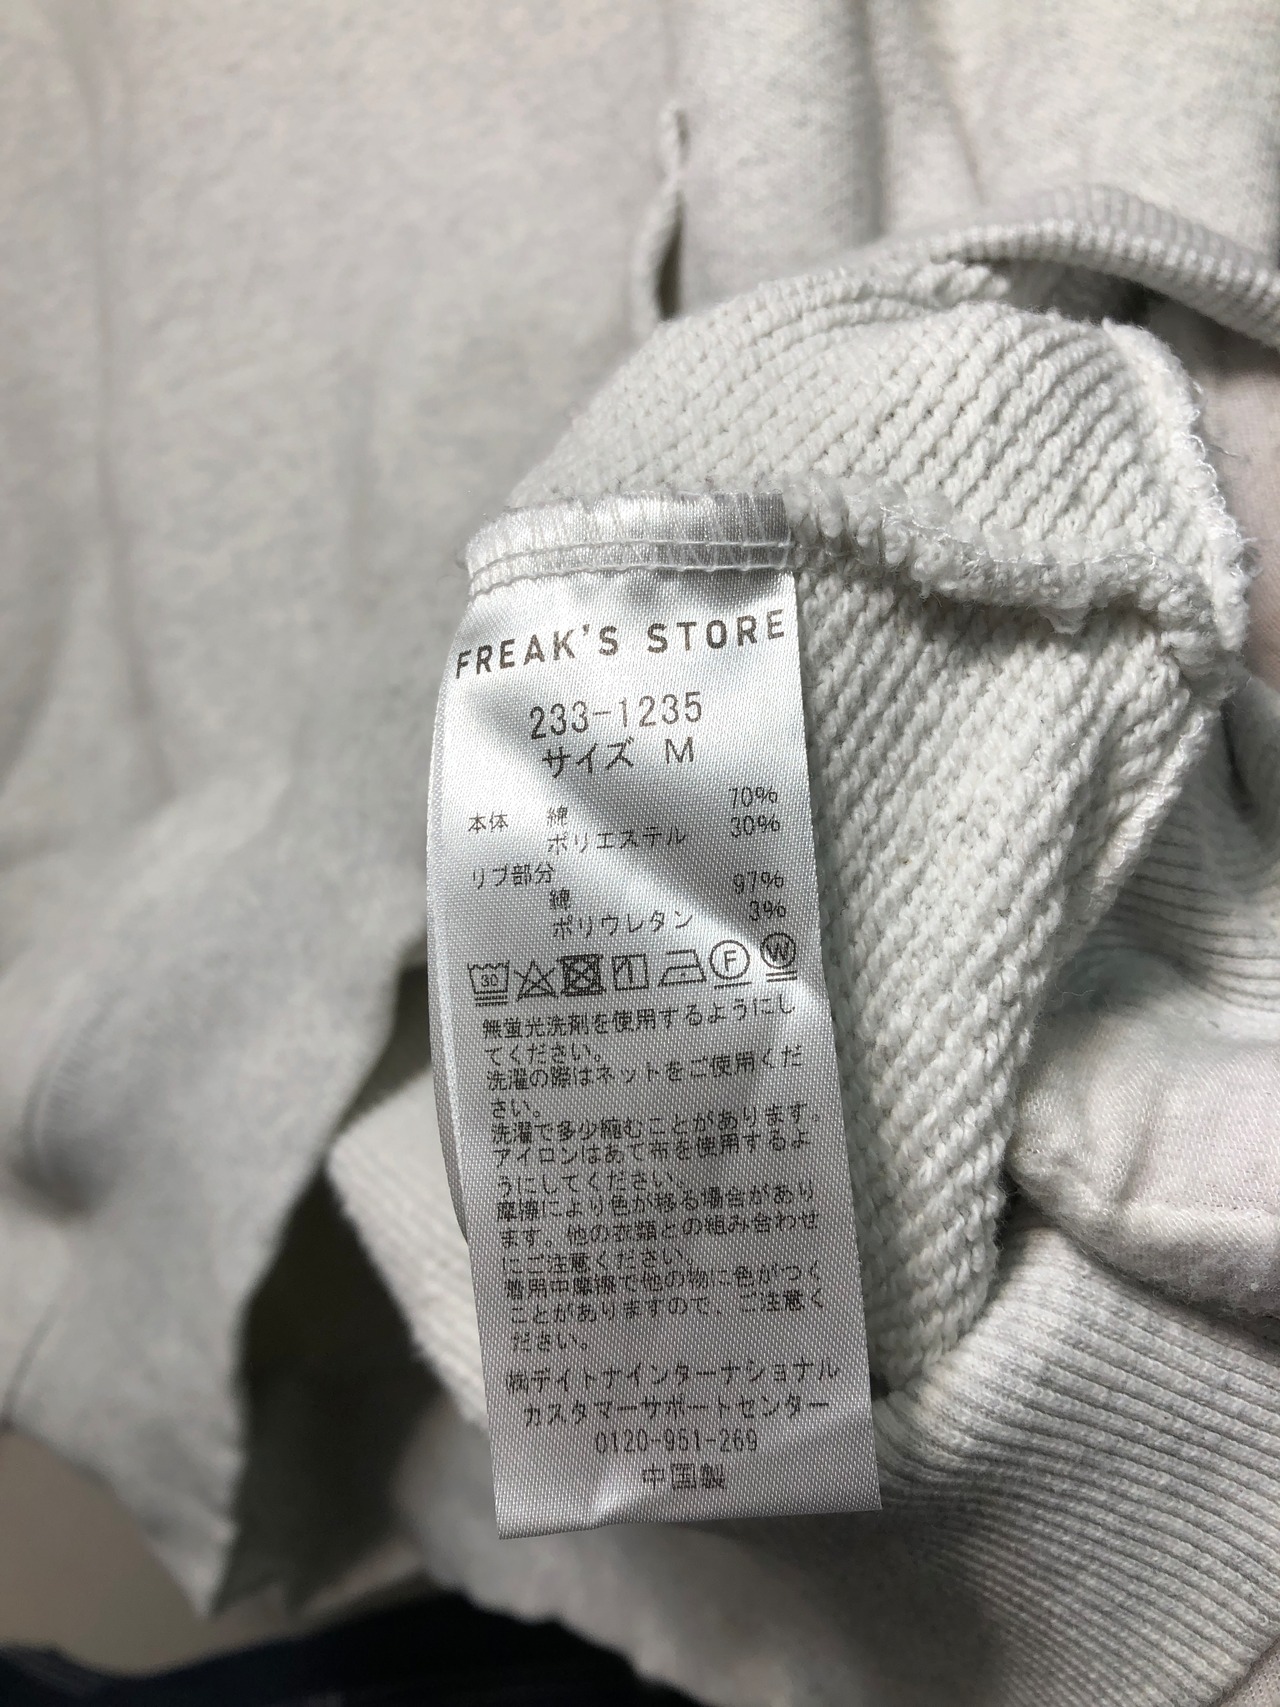 FREAK'S STORE
233-1235
サイズ M
本体 綿 70%
ポリエステル 30%
リブ部分
綿 97%
ポリウレタン 3%
30 F W
無蛍光洗剤を使用するようにし
てください。
洗濯の際はネットをご使用くだ
さい。
洗濯で多少縮むことがあります。
アイロンはあて布を使用するよ
うにしてください。
摩擦により色が移る場合があり
ます。他の衣類との組み合わせ
にご注意ください。
着用中摩擦で他の物に色がつく
ことがありますので、ご注意く
ださい。
㈱デイトナインターナショナル
カスタマーサポートセンター
0120-951-269
中国製